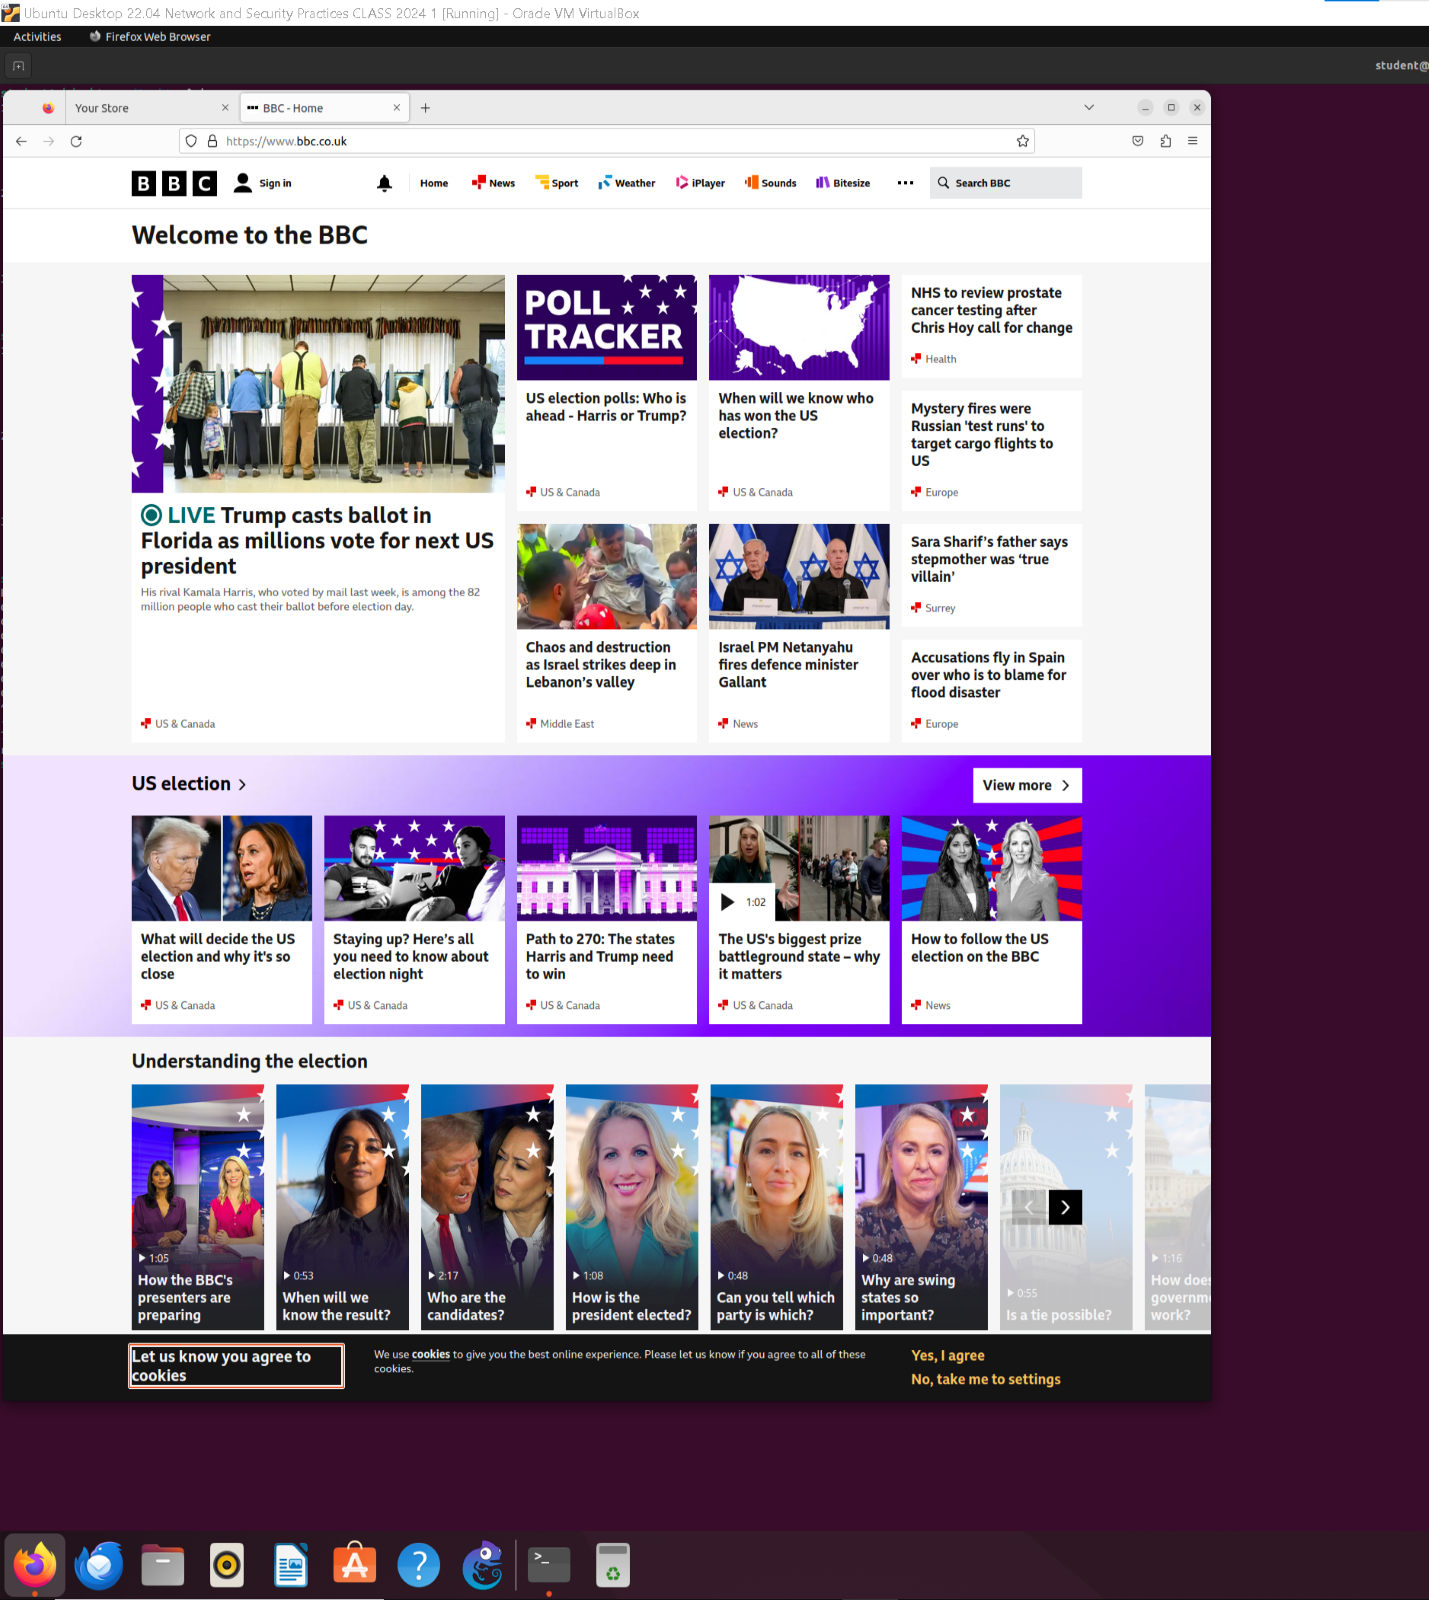 Ubuntu Desktop 22.04 Network and Security Practices CLASS 2024 1 [Running] - Oracle VM VirtualBox
Activities
Firefox Web Browser
student@
Your Store
BBC - Home
https://www.bbc.co.uk
BBC
Sign in
Home
News
Sport
Weather
iPlayer
Sounds
Bitesize
Search BBC
Welcome to the BBC
LIVE Trump casts ballot in
Florida as millions vote for next US
president
His rival Kamala Harris, who voted by mail last week, is among the 82
million people who cast their ballot before election day.
US & Canada
POLL
TRACKER
US election polls: Who is
ahead - Harris or Trump?
US & Canada
When will we know who
has won the US
election?
US & Canada
NHS to review prostate
cancer testing after
Chris Hoy call for change
Health
Mystery fires were
Russian 'test runs' to
target cargo flights to
US
Europe
Chaos and destruction
as Israel strikes deep in
Lebanon's valley
Middle East
Israel PM Netanyahu
fires defence minister
Gallant
News
Sara Sharif’s father says
stepmother was ‘true
villain’
Surrey
Accusations fly in Spain
over who is to blame for
flood disaster
Europe
US election
View more
What will decide the US
election and why it's so
close
US & Canada
Staying up? Here’s all
you need to know about
election night
US & Canada
Path to 270: The states
Harris and Trump need
to win
US & Canada
1:02
The US's biggest prize
battleground state – why
it matters
US & Canada
How to follow the US
election on the BBC
News
Understanding the election
1:05
How the BBC's
presenters are
preparing
0:53
When will we
know the result?
2:17
Who are the
candidates?
1:08
How is the
president elected?
0:48
Can you tell which
party is which?
0:48
Why are swing
states so
important?
0:55
Is a tie possible?
1:16
How does
governm
work?
Let us know you agree to
cookies
We use cookies to give you the best online experience. Please let us know if you agree to all of these
cookies.
Yes, I agree
No, take me to settings